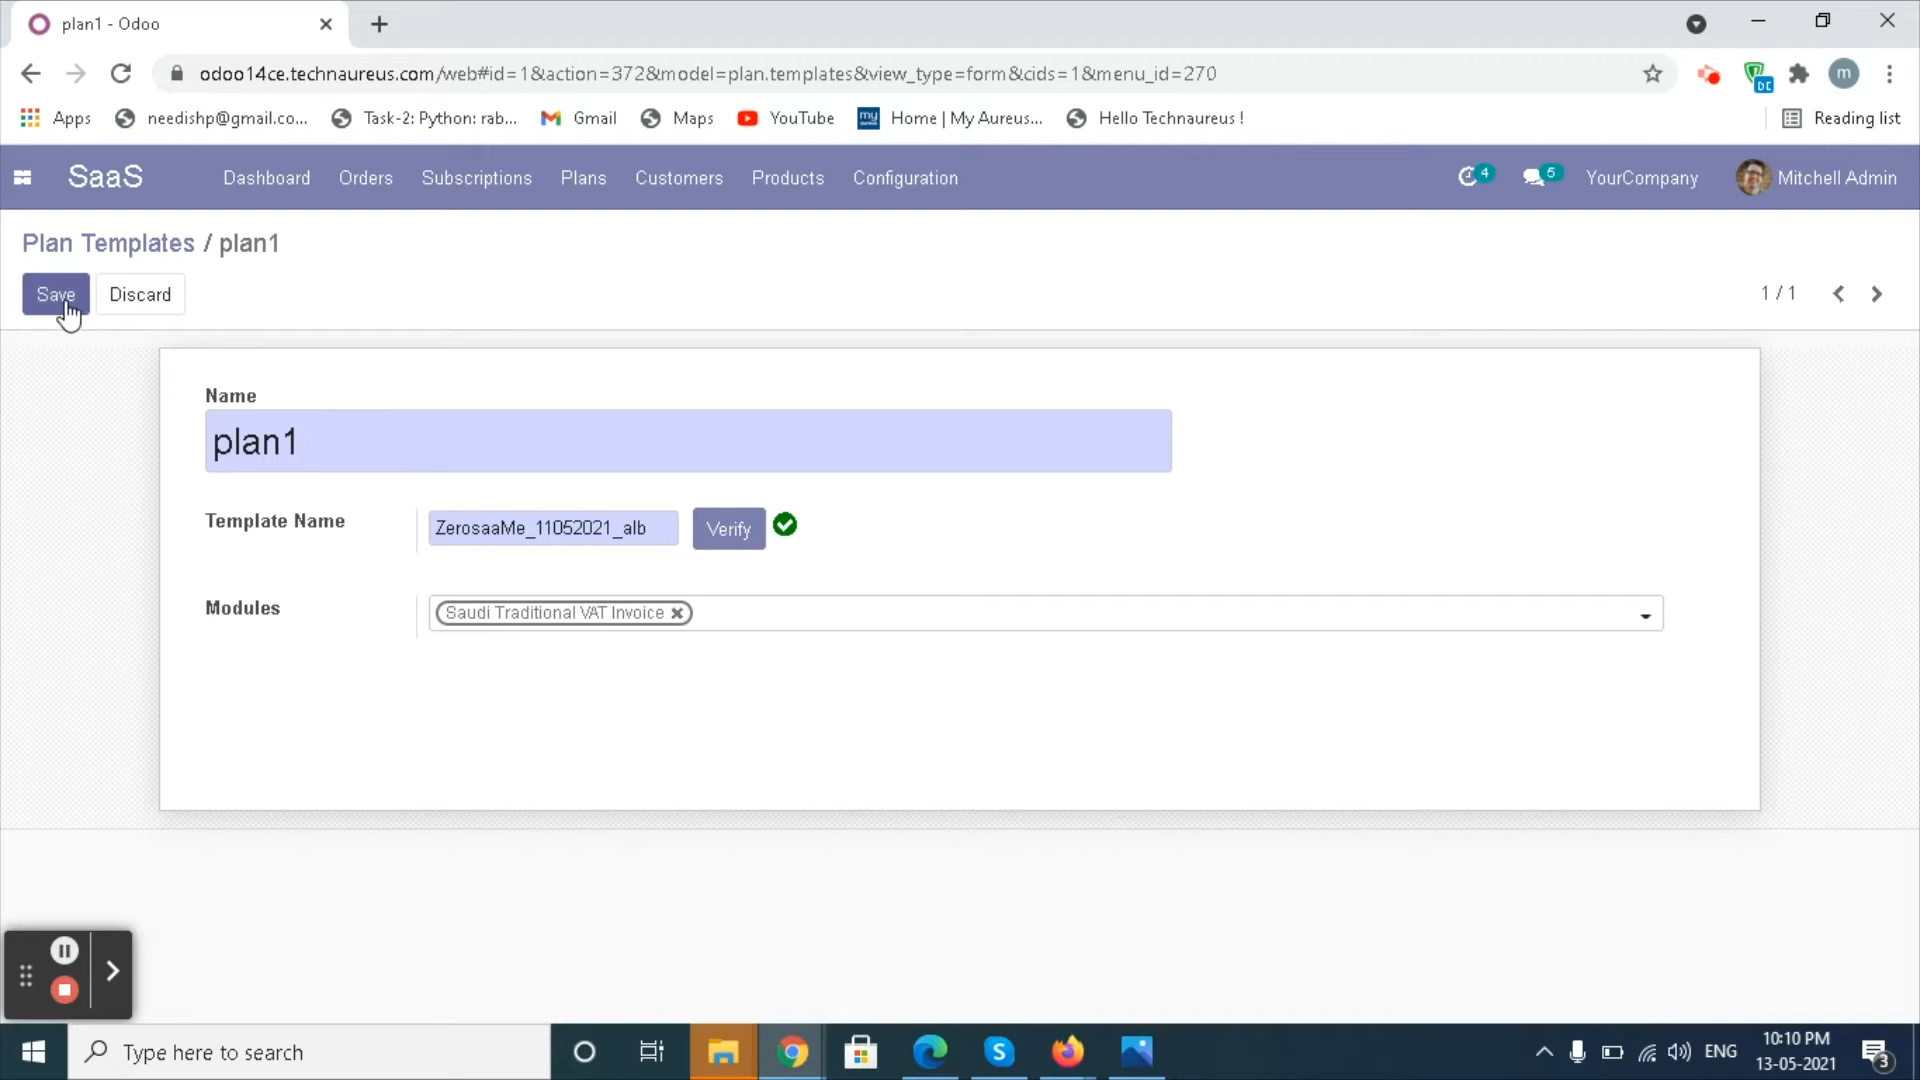 plan1 - Odoo
odoo14ce.technaureus.com/web#id=1&action=372&model=plan.templates&view_type=form&cids=1&menu_id=270
m
DE
Apps needishp@gmail.co... Task-2: Python: rab... Gmail Maps YouTube my Home | My Aureus... Hello Technaureus ! Reading list
SaaS Dashboard Orders Subscriptions Plans Customers Products Configuration 4 5 YourCompany Mitchell Admin
Plan Templates / plan1
Save Discard 1 / 1
Name
plan1
Template Name ZerosaaMe_11052021_alb Verify
Modules Saudi Traditional VAT Invoice
Type here to search
S
ENG
10:10 PM
13-05-2021
3